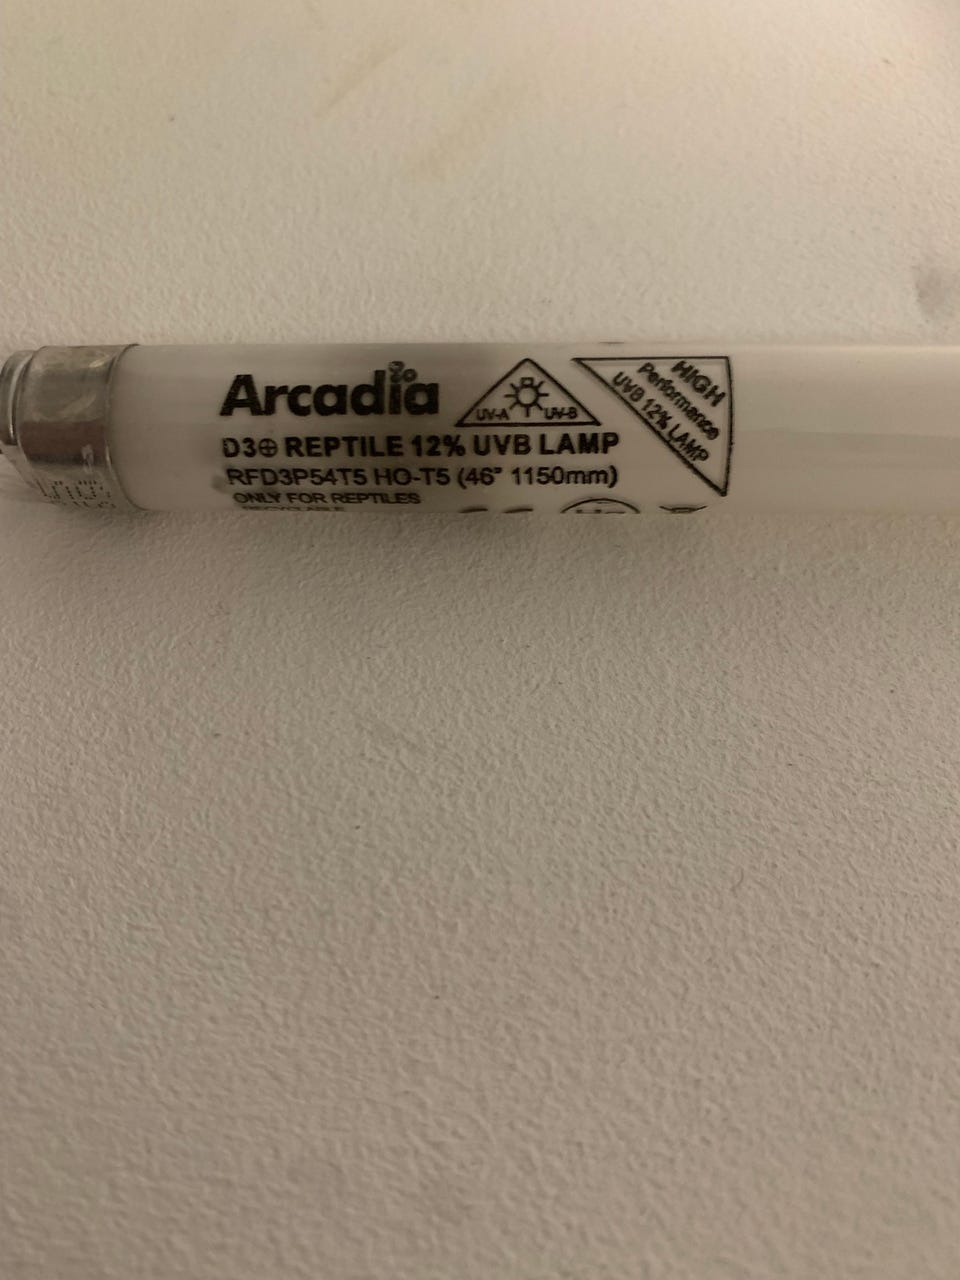 Arcadia
D3⊕ REPTILE 12% UVB LAMP
RFD3P54T5 HO-T5 (46" 1150mm)
ONLY FOR REPTILES
RECYCLABLE
UV-A UV-B
HIGH
Performance
UVB 12% LAMP